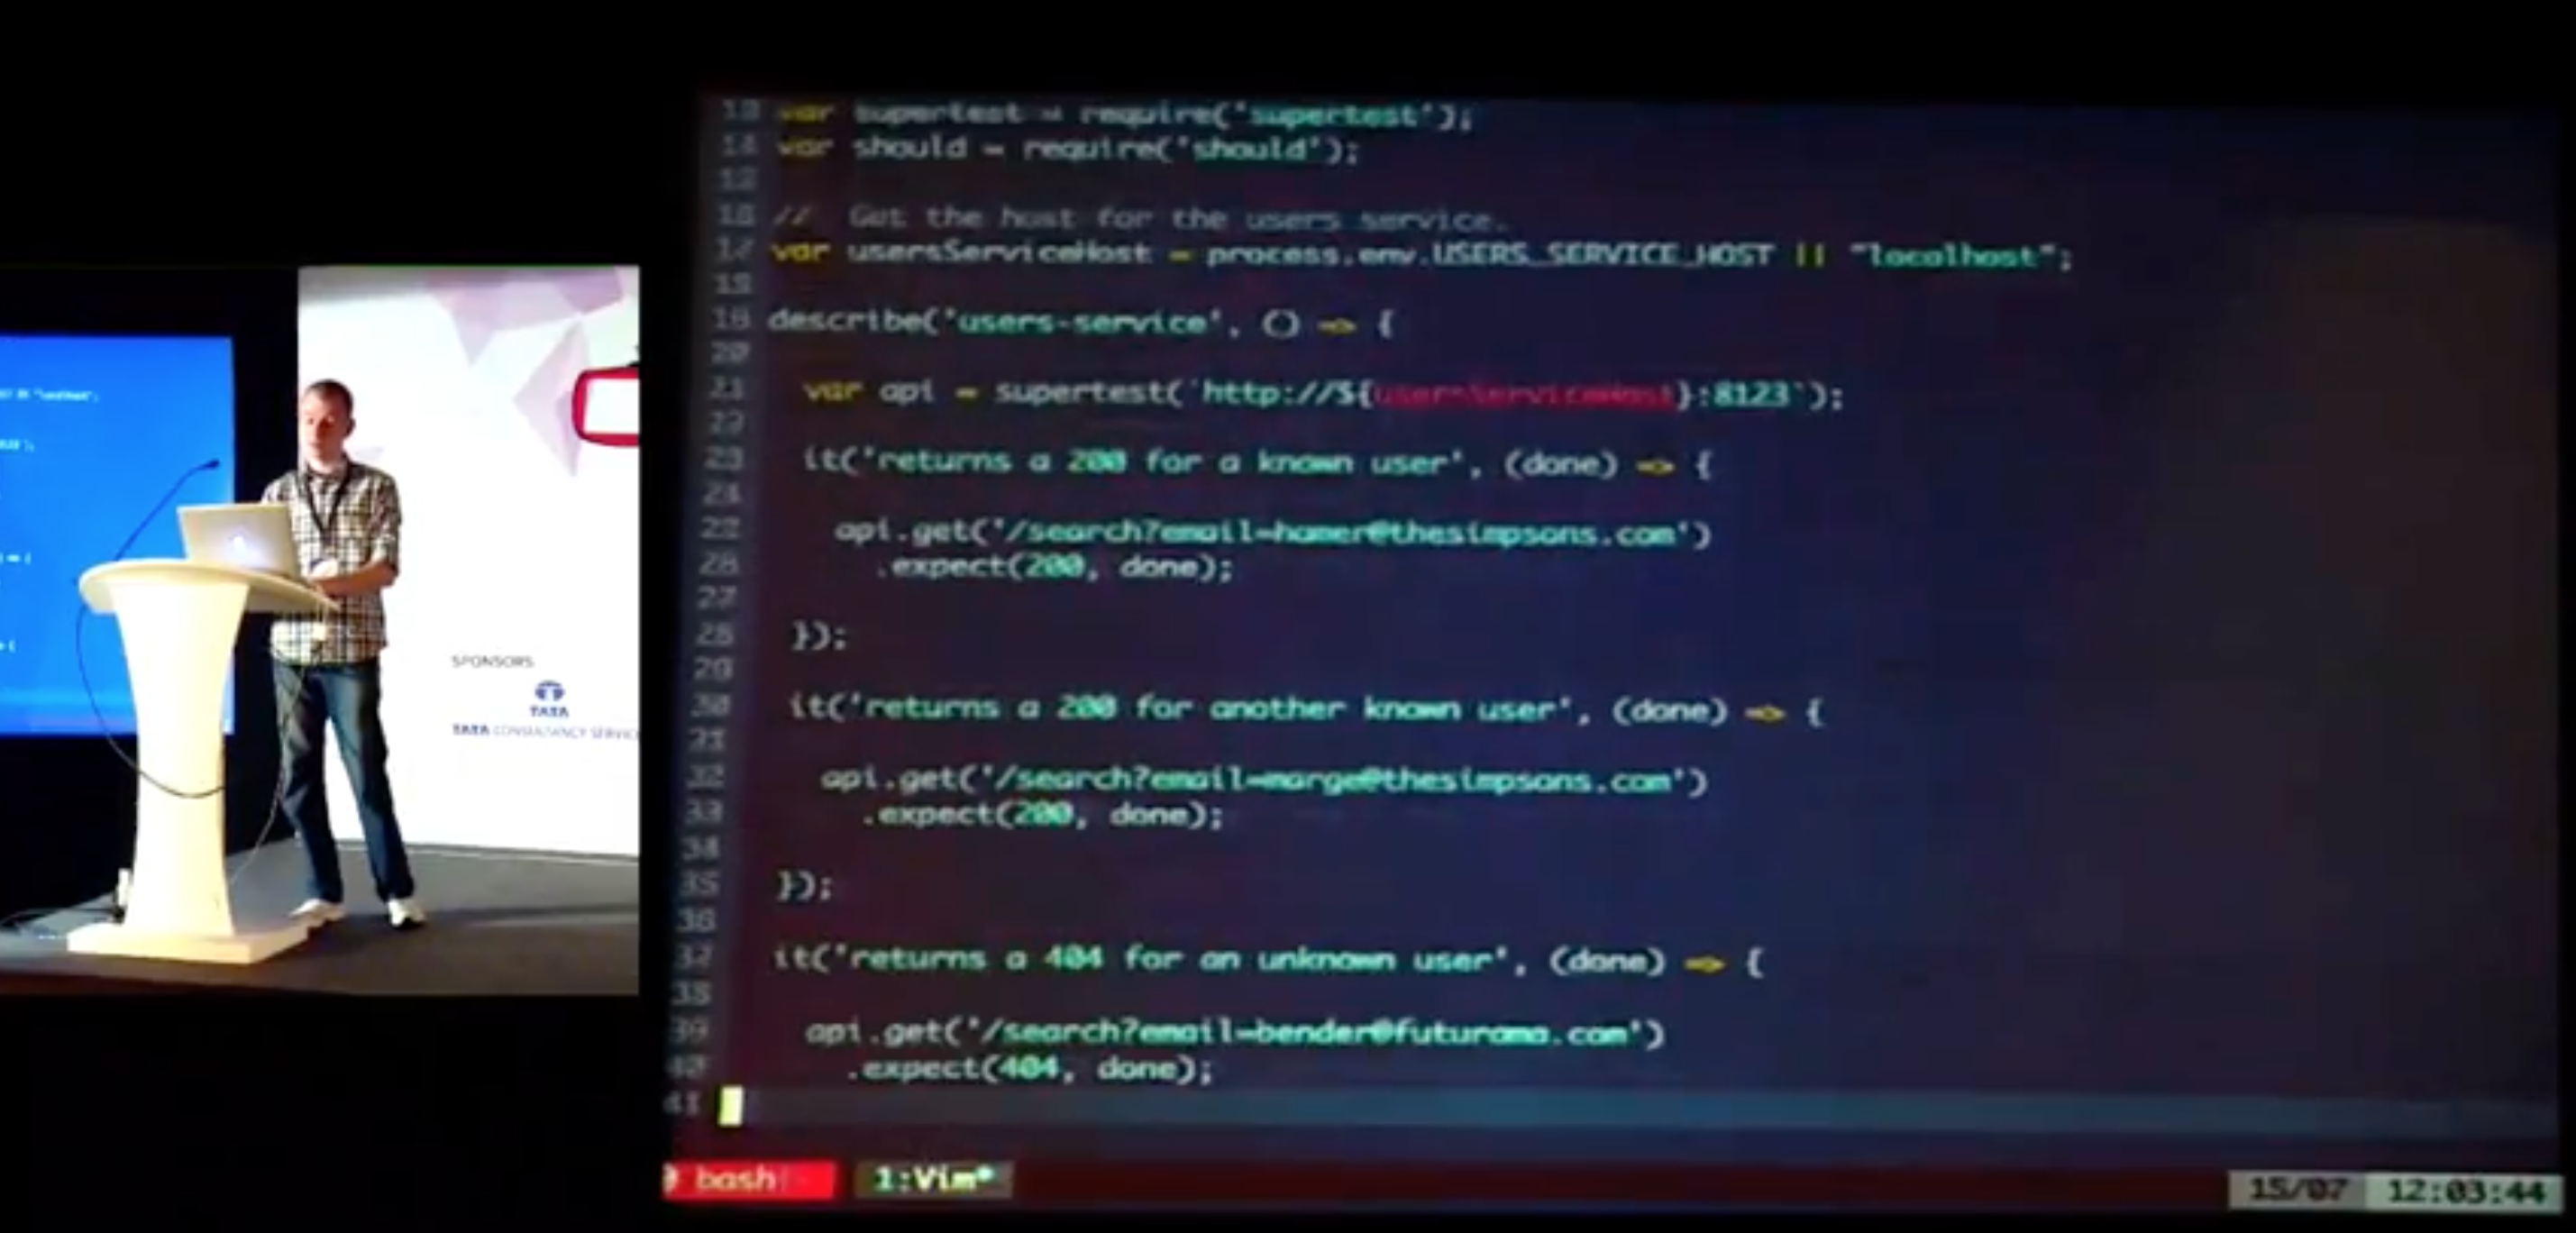 13 var supertest = require('supertest');
14 var should = require('should');
15
16 //  Get the host for the users service.
17 var usersServiceHost = process.env.USERS_SERVICE_HOST || "localhost";
18
19 describe('users-service', () => {
20
21   var api = supertest(`http://${usersServiceHost}:8123`);
22
23   it('returns a 200 for a known user', (done) => {
24
25     api.get('/search?email=homer@thesimpsons.com')
26       .expect(200, done);
27
28   });
29
30   it('returns a 200 for another known user', (done) => {
31
32     api.get('/search?email=marge@thesimpsons.com')
33       .expect(200, done);
34
35   });
36
37   it('returns a 404 for an unknown user', (done) => {
38
39     api.get('/search?email=bender@futurama.com')
40       .expect(404, done);
41
bash 1:Vim* 15/07 12:03:44
SPONSORS
TATA
TATA CONSULTANCY SERVIC